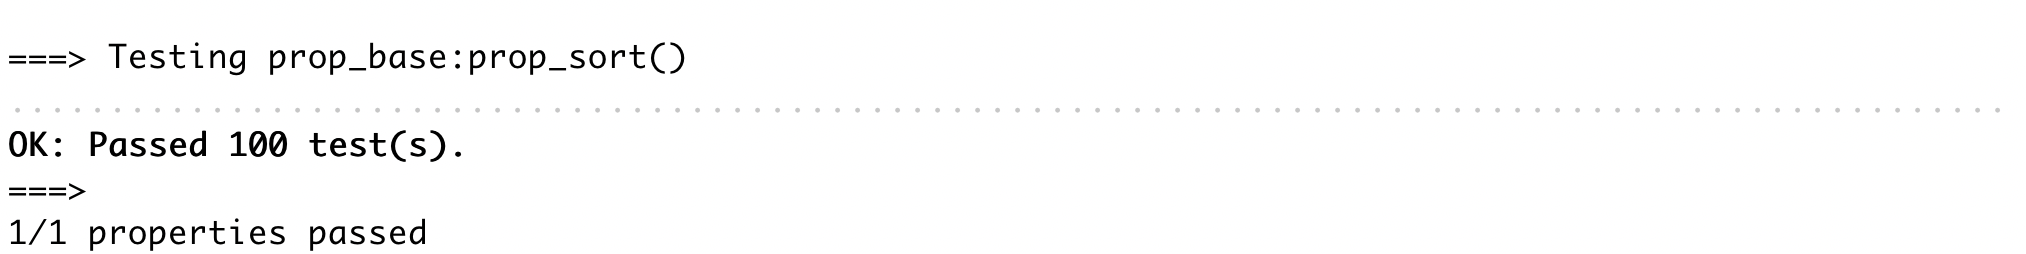 ===> Testing prop_base:prop_sort()
....................................................................................................
OK: Passed 100 test(s).
===>
1/1 properties passed